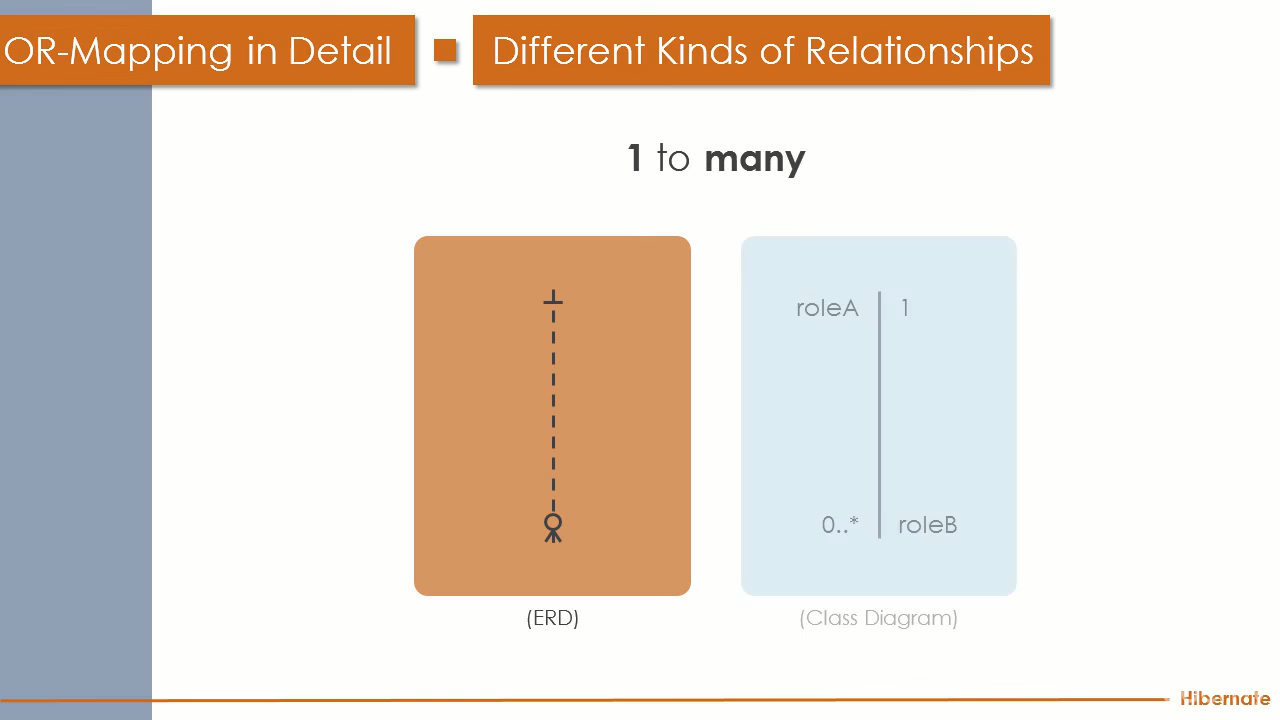 OR-Mapping in Detail
Different Kinds of Relationships
1 to many
roleA 1
0..* roleB
(ERD)
(Class Diagram)
Hibernate